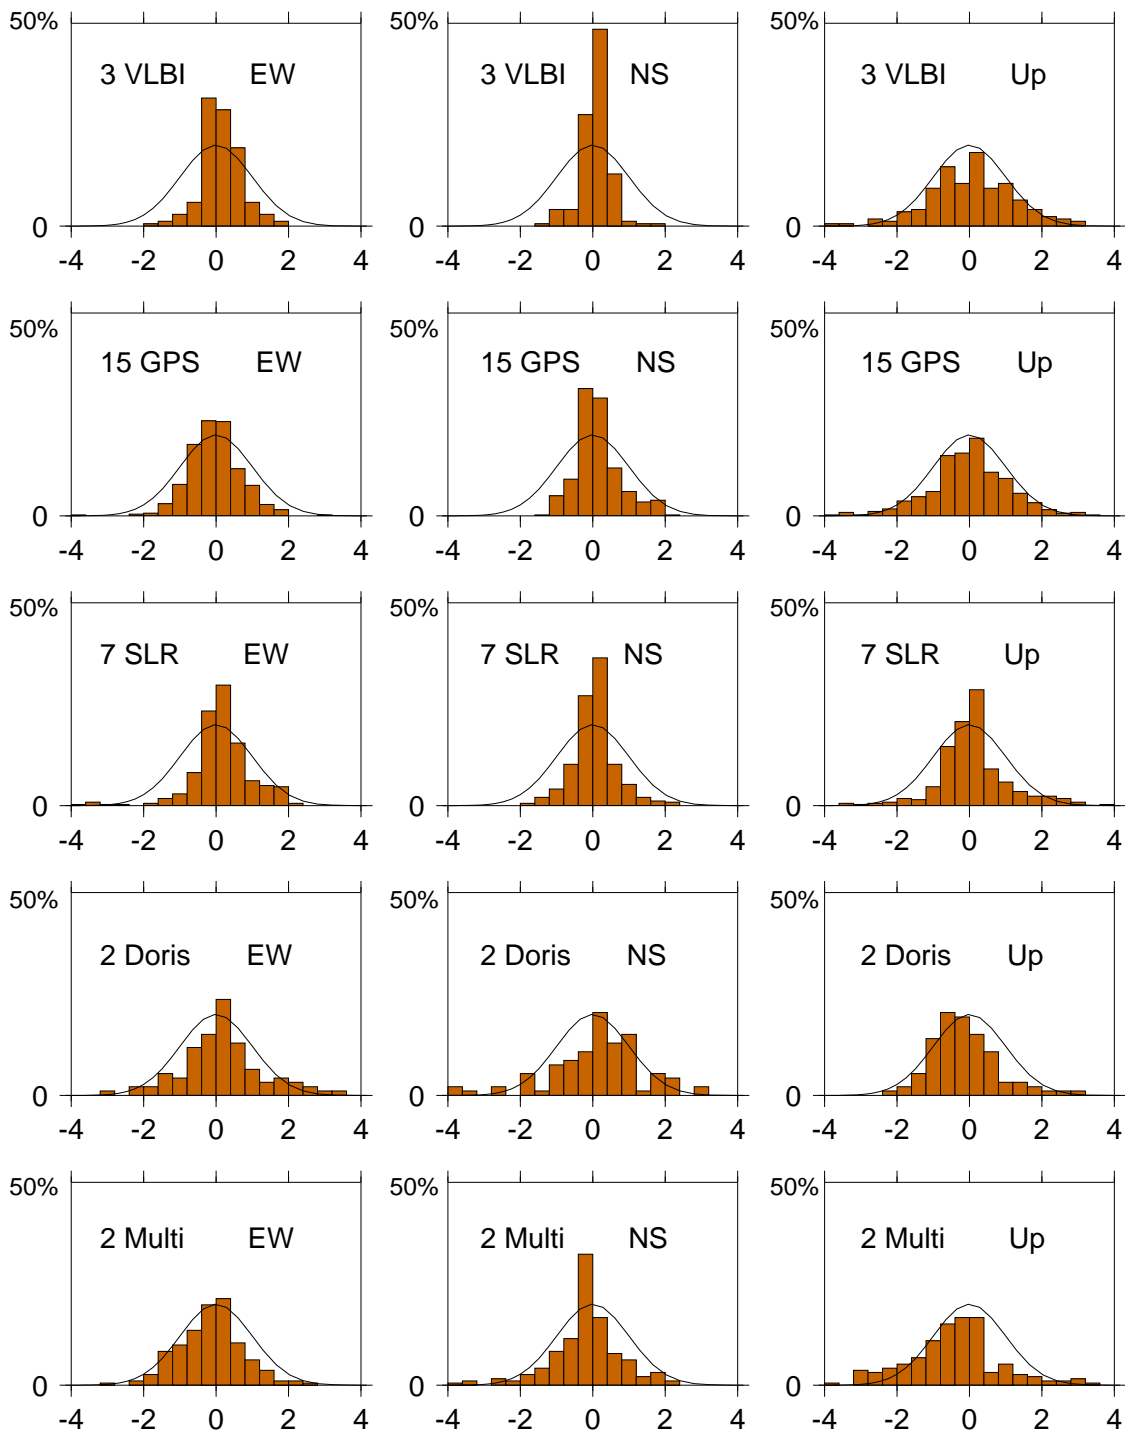 50% 50% 50%
3 VLBI EW 3 VLBI NS 3 VLBI Up
0 0 0
-4 -2 0 2 4 -4 -2 0 2 4 -4 -2 0 2 4
50% 50% 50%
15 GPS EW 15 GPS NS 15 GPS Up
0 0 0
-4 -2 0 2 4 -4 -2 0 2 4 -4 -2 0 2 4
50% 50% 50%
7 SLR EW 7 SLR NS 7 SLR Up
0 0 0
-4 -2 0 2 4 -4 -2 0 2 4 -4 -2 0 2 4
50% 50% 50%
2 Doris EW 2 Doris NS 2 Doris Up
0 0 0
-4 -2 0 2 4 -4 -2 0 2 4 -4 -2 0 2 4
50% 50% 50%
2 Multi EW 2 Multi NS 2 Multi Up
0 0 0
-4 -2 0 2 4 -4 -2 0 2 4 -4 -2 0 2 4